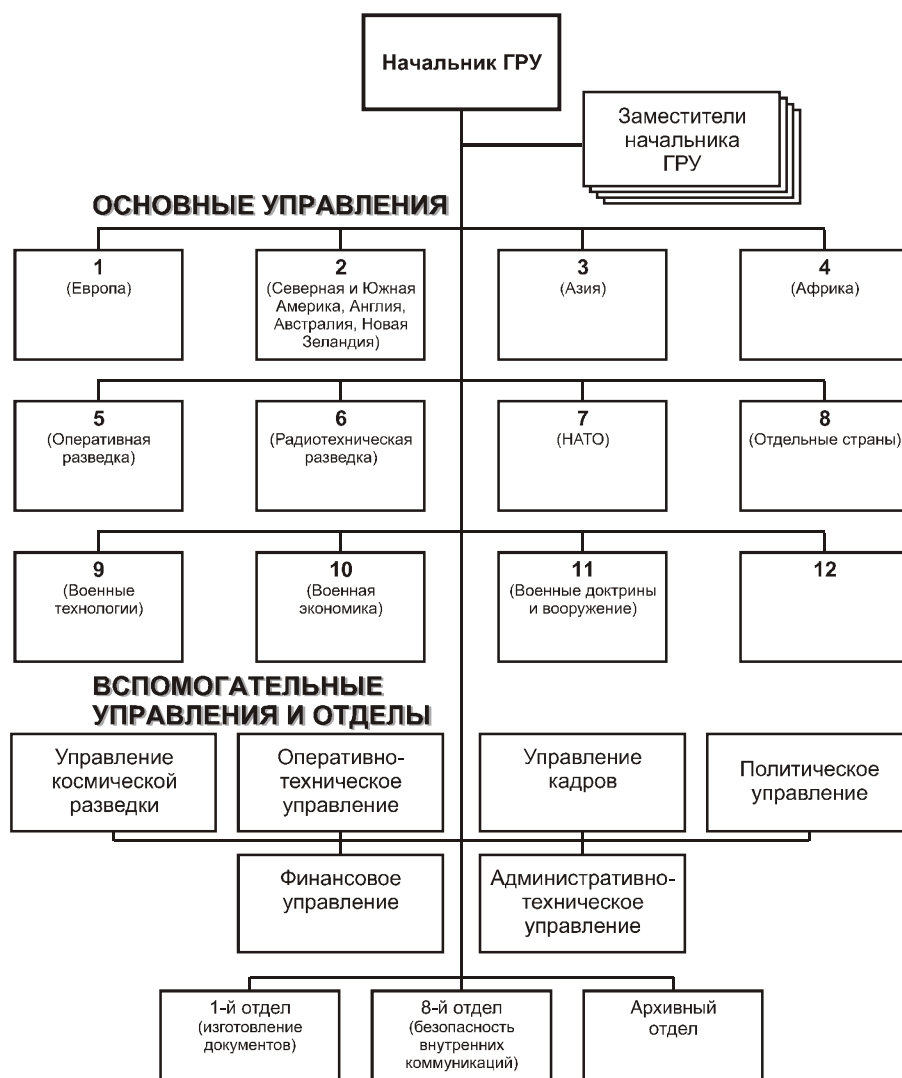 Начальник ГРУ
Заместители
начальника
ГРУ
ОСНОВНЫЕ УПРАВЛЕНИЯ
1
(Европа)
2
(Северная и Южная
Америка, Англия,
Австралия, Новая
Зеландия)
3
(Азия)
4
(Африка)
5
(Оперативная
разведка)
6
(Радиотехническая
разведка)
7
(НАТО)
8
(Отдельные страны)
9
(Военные
технологии)
10
(Военная
экономика)
11
(Военные доктрины
и вооружение)
12
ВСПОМОГАТЕЛЬНЫЕ
УПРАВЛЕНИЯ И ОТДЕЛЫ
Управление
космической
разведки
Оперативно-
техническое
управление
Управление
кадров
Политическое
управление
Финансовое
управление
Административно-
техническое
управление
1-й отдел
(изготовление
документов)
8-й отдел
(безопасность
внутренних
коммуникаций)
Архивный
отдел